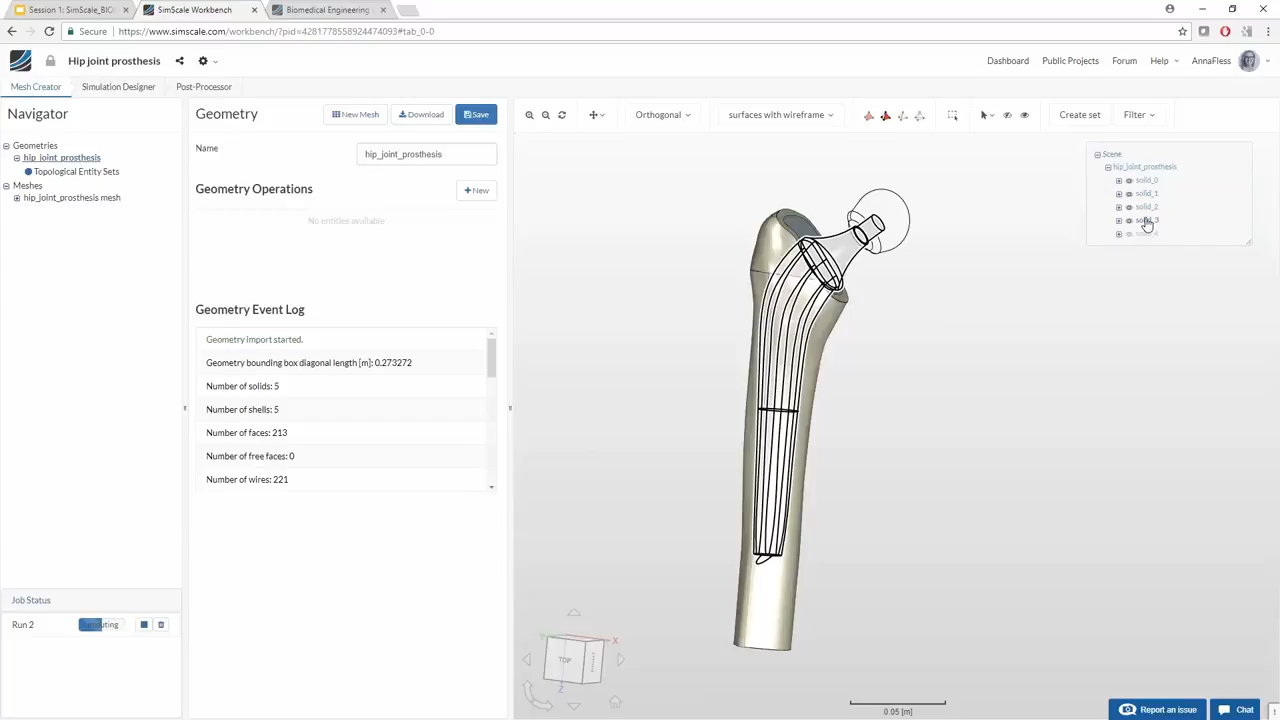 Session 1: SimScale_BIO
SimScale Workbench
Biomedical Engineering
Secure https://www.simscale.com/workbench/?pid=4281778558924474093#tab_0-0
Hip joint prosthesis
Dashboard Public Projects Forum Help AnnaFless
Mesh Creator Simulation Designer Post-Processor
Navigator
Geometries
hip_joint_prosthesis
Topological Entity Sets
Meshes
hip_joint_prosthesis mesh
Job Status
Run 2
Geometry
New Mesh Download Save
Name hip_joint_prosthesis
Geometry Operations
New
No entities available
Geometry Event Log
Geometry import started.
Geometry bounding box diagonal length [m]: 0.273272
Number of solids: 5
Number of shells: 5
Number of faces: 213
Number of free faces: 0
Number of wires: 221
Orthogonal surfaces with wireframe Create set Filter
Scene
hip_joint_prosthesis
solid_0
solid_1
solid_2
solid_3
solid_4
X
TOP
Z
0.05 [m]
Report an issue Chat